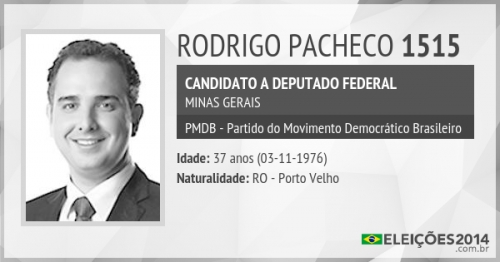 RODRIGO PACHECO 1515
CANDIDATO A DEPUTADO FEDERAL
MINAS GERAIS
PMDB - Partido do Movimento Democrático Brasileiro
Idade: 37 anos (03-11-1976)
Naturalidade: RO - Porto Velho
ELEIÇÕES2014
.com.br